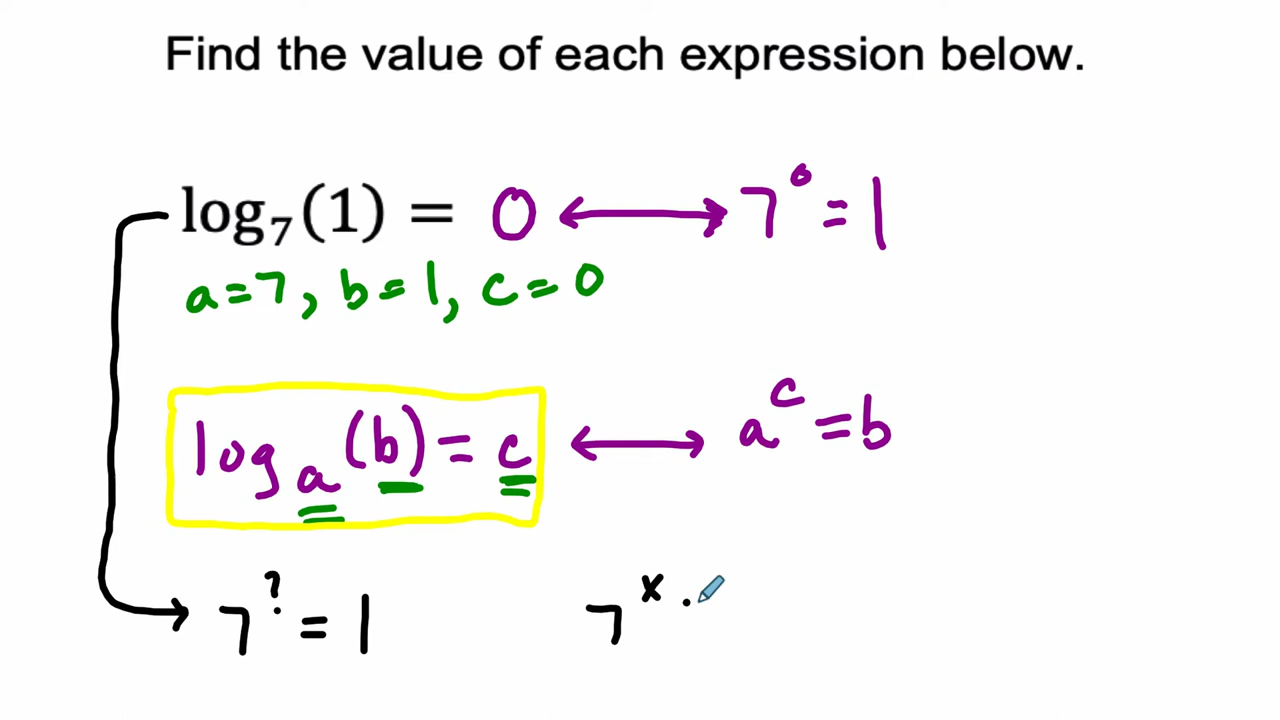 Find the value of each expression below.
log₇(1) = 0 ⟷ 7⁰ = 1
a = 7, b = 1, c = 0
logₐ(b) = c ⟷ aᶜ = b
7^? = 1 7ˣ ·